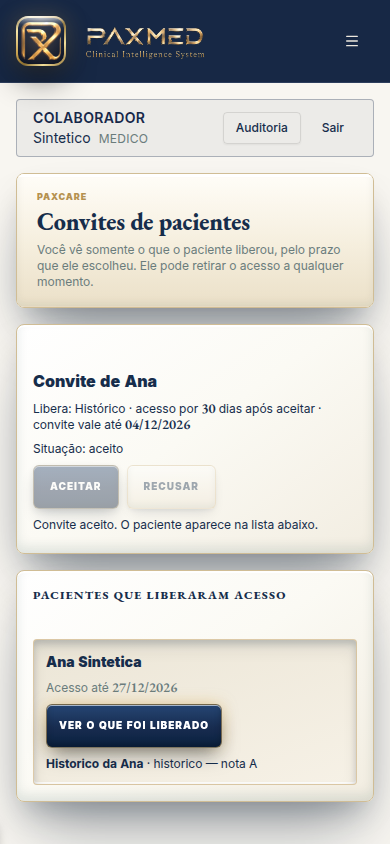 PAXMED
Clinical Intelligence System
COLABORADOR
Sintetico MEDICO
Auditoria
Sair
PAXCARE
Convites de pacientes
Você vê somente o que o paciente liberou, pelo prazo
que ele escolheu. Ele pode retirar o acesso a qualquer
momento.
Convite de Ana
Libera: Histórico · acesso por 30 dias após aceitar ·
convite vale até 04/12/2026
Situação: aceito
ACEITAR
RECUSAR
Convite aceito. O paciente aparece na lista abaixo.
PACIENTES QUE LIBERARAM ACESSO
Ana Sintetica
Acesso até 27/12/2026
VER O QUE FOI LIBERADO
Historico da Ana · historico — nota A